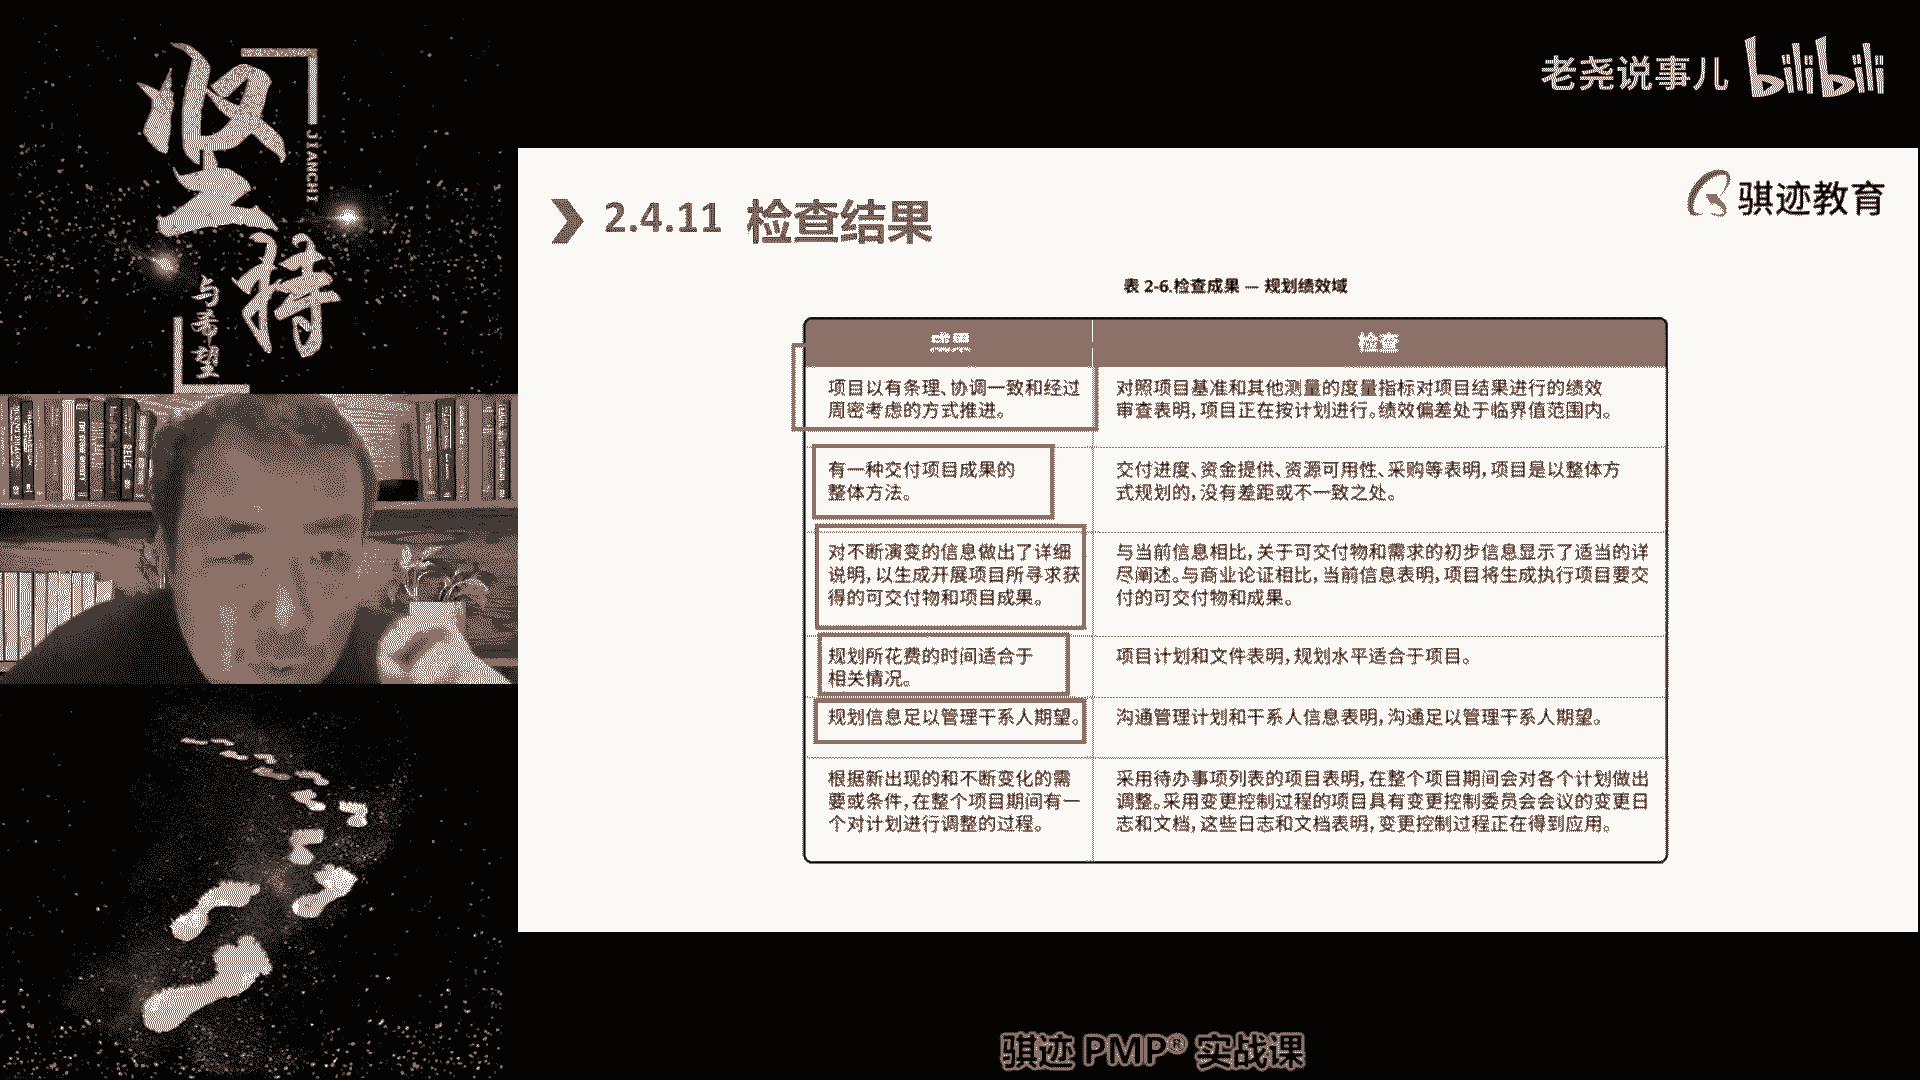 坚
JIANCHI
持
与希望
老尧说事儿 bilibili
骐迹教育
2.4.11 检查结果
表 2-6.检查成果 — 规划绩效域
成果
检查
项目以有条理、协调一致和经过
周密考虑的方式推进。
对照项目基准和其他测量的度量指标对项目结果进行的绩效
审查表明,项目正在按计划进行。绩效偏差处于临界值范围内。
有一种交付项目成果的
整体方法。
交付进度、资金提供、资源可用性、采购等表明,项目是以整体方
式规划的,没有差距或不一致之处。
对不断演变的信息做出了详细
说明,以生成开展项目所寻求获
得的可交付物和项目成果。
与当前信息相比,关于可交付物和需求的初步信息显示了适当的详
尽阐述。与商业论证相比,当前信息表明,项目将生成执行项目要交
付的可交付物和成果。
规划所花费的时间适合于
相关情况。
项目计划和文件表明,规划水平适合于项目。
规划信息足以管理干系人期望。
沟通管理计划和干系人信息表明,沟通足以管理干系人期望。
根据新出现的和不断变化的需
要或条件,在整个项目期间有一
个对计划进行调整的过程。
采用待办事项列表的项目表明,在整个项目期间会对各个计划做出
调整。采用变更控制过程的项目具有变更控制委员会会议的变更日
志和文档,这些日志和文档表明,变更控制过程正在得到应用。
骐迹 PMP® 实战课